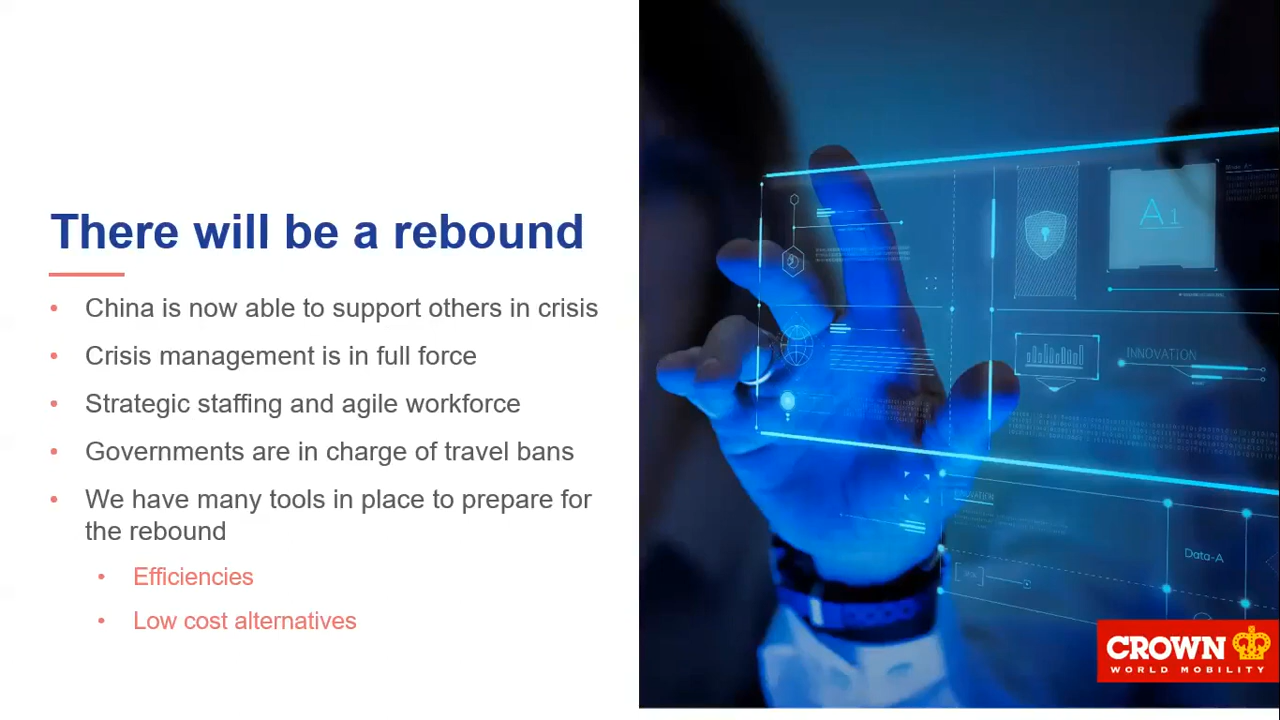 There will be a rebound
• China is now able to support others in crisis
• Crisis management is in full force
• Strategic staffing and agile workforce
• Governments are in charge of travel bans
• We have many tools in place to prepare for
the rebound
• Efficiencies
• Low cost alternatives
A1
INNOVATION
INNOVATION
Data-A
CROWN
WORLD MOBILITY